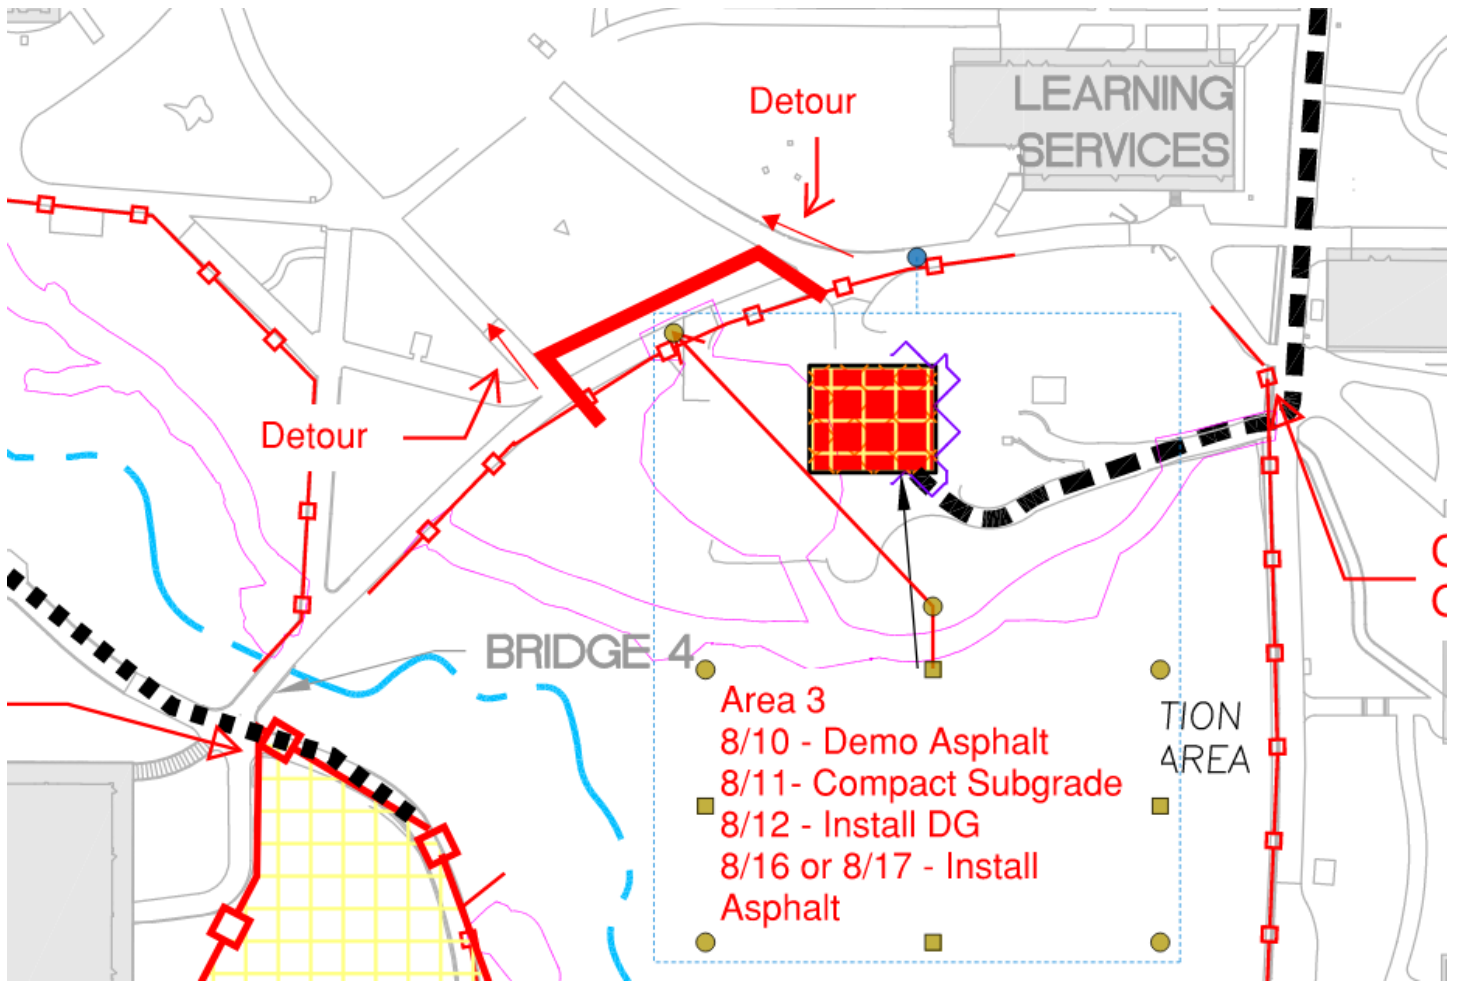 Detour
LEARNING
SERVICES
Detour
BRIDGE 4
Area 3
8/10 - Demo Asphalt
8/11- Compact Subgrade
8/12 - Install DG
8/16 or 8/17 - Install
Asphalt
TION
AREA